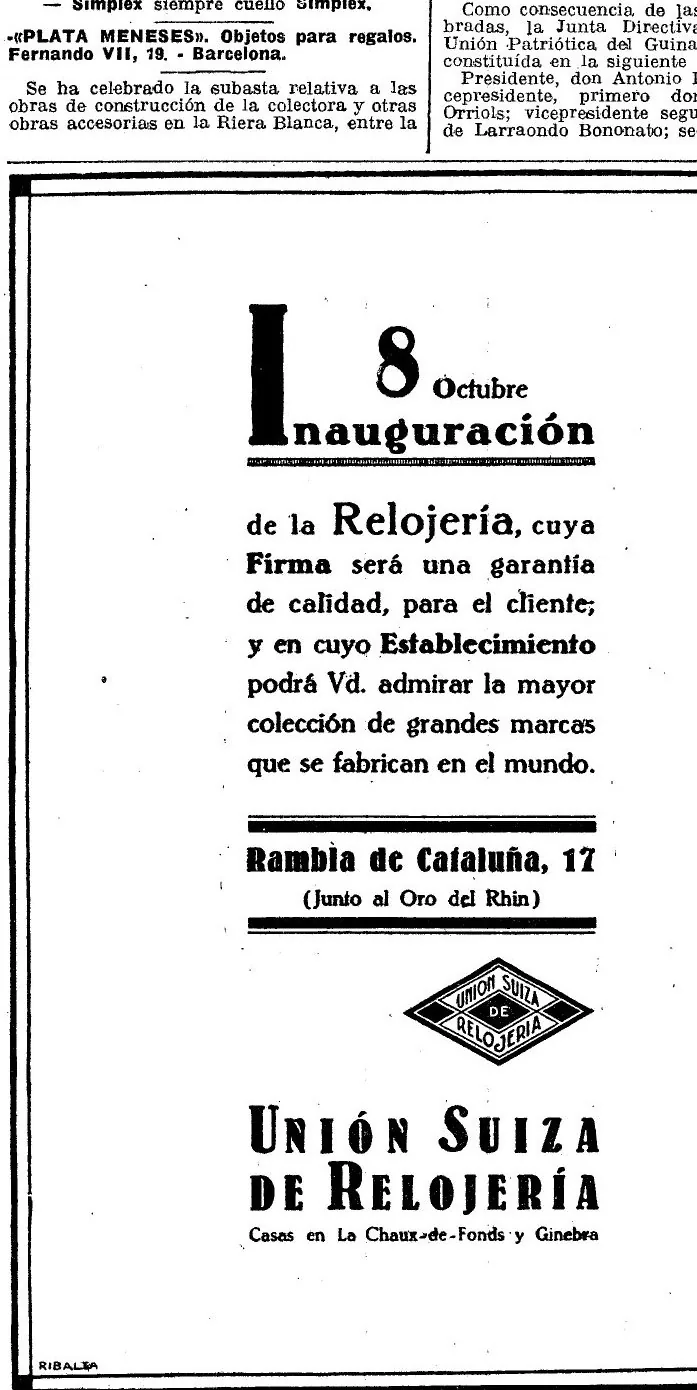 — Simplex siempre cuello Simplex.
-«PLATA MENESES». Objetos para regalos.
Fernando VII, 19. - Barcelona.
Se ha celebrado la subasta relativa a las
obras de construcción de la colectora y otras
obras accesorias en la Riera Blanca, entre la
Como consecuencia de las
bradas, la Junta Directiva
Unión Patriótica del Guina
constituída en la siguiente
Presidente, don Antonio
cepresidente, primero don
Orriols; vicepresidente segu
de Larraondo Bononato; se
8 Octubre
Inauguración
de la Relojería, cuya
Firma será una garantía
de calidad, para el cliente;
y en cuyo Establecimiento
podrá Vd. admirar la mayor
colección de grandes marcas
que se fabrican en el mundo.
Rambla de Cataluña, 17
(Junto al Oro del Rhin)
UNION SUIZA
DE
RELOJERIA
UNIÓN SUIZA
DE RELOJERÍA
Casas en La Chaux-de-Fonds y Ginebra
RIBALTA